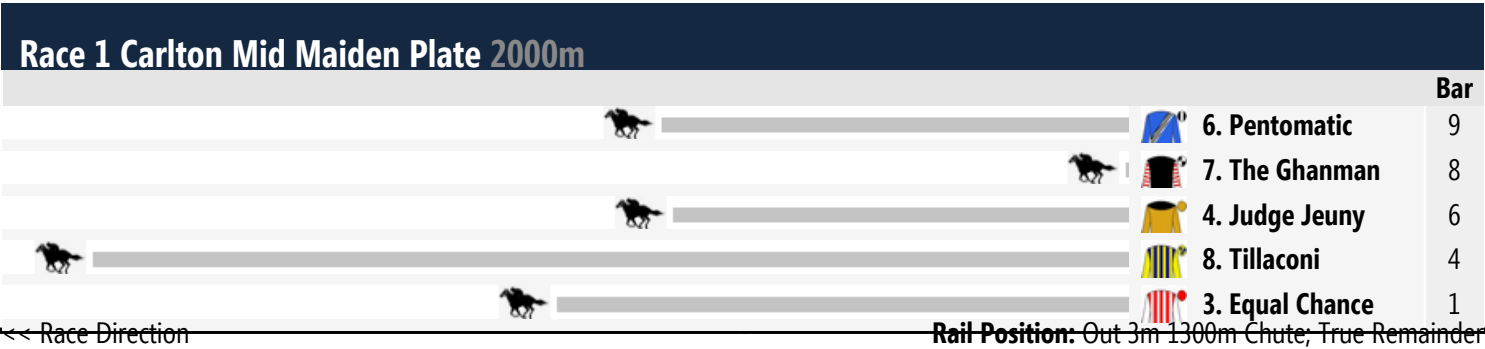 Race 1 Carlton Mid Maiden Plate 2000m
Bar
6. Pentomatic 9
7. The Ghanman 8
4. Judge Jeuny 6
8. Tillaconi 4
3. Equal Chance 1
<< Race Direction Rail Position: Out 3m 1300m Chute; True Remainder